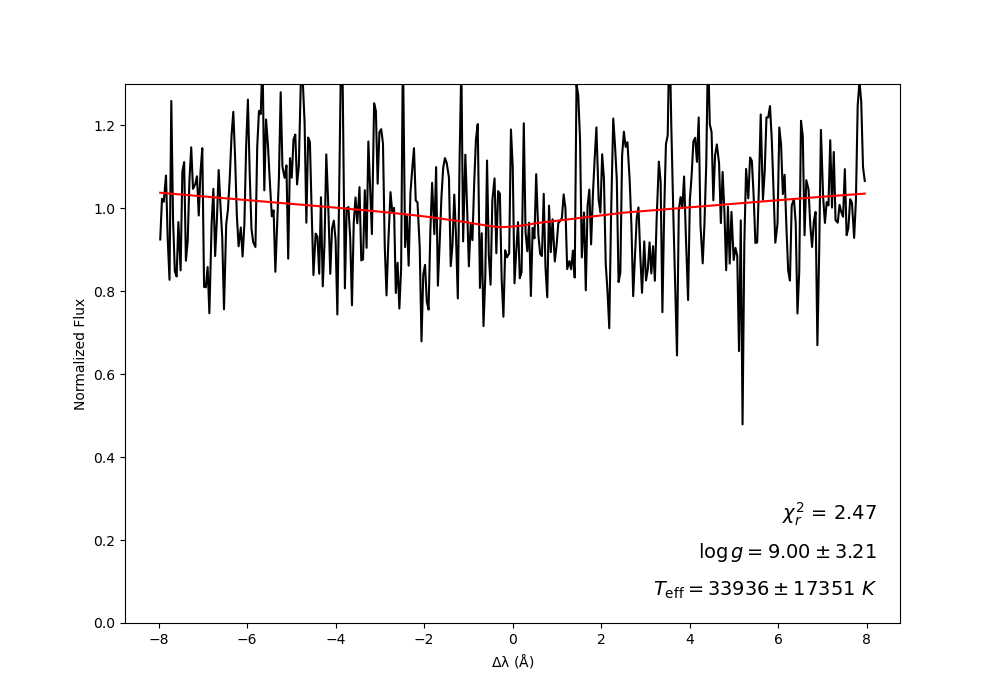 1.2
1.0
0.8
0.6
0.4
0.2
0.0
Normalized Flux
χ²ᵣ = 2.47
log g = 9.00 ± 3.21
T_eff = 33936 ± 17351 K
−8 −6 −4 −2 0 2 4 6 8
Δλ (Å)